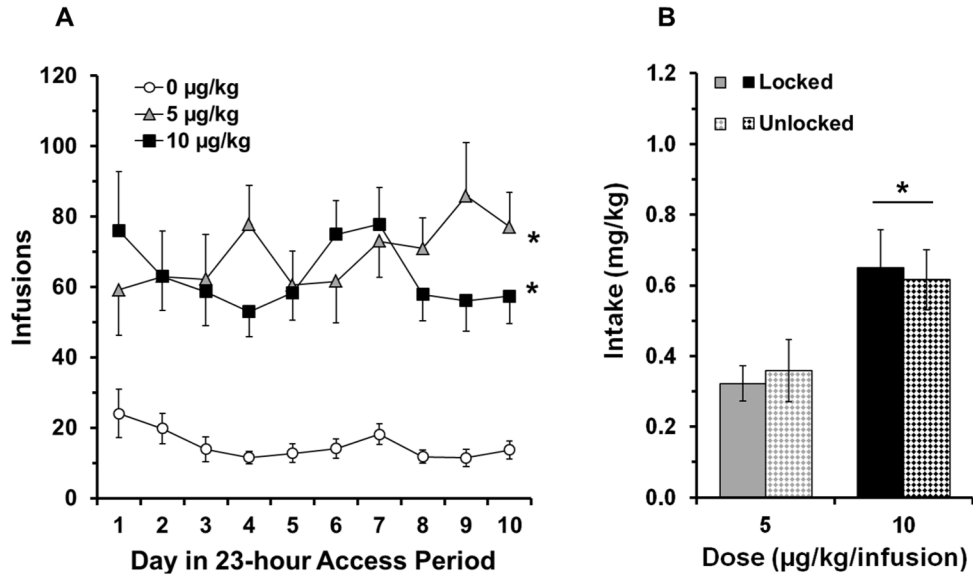 A
Infusions
120
100
80
60
40
20
0
0 µg/kg
5 µg/kg
10 µg/kg
*
*
1 2 3 4 5 6 7 8 9 10
Day in 23-hour Access Period
B
Intake (mg/kg)
1.2
1.0
0.8
0.6
0.4
0.2
0.0
Locked
Unlocked
*
5 10
Dose (µg/kg/infusion)